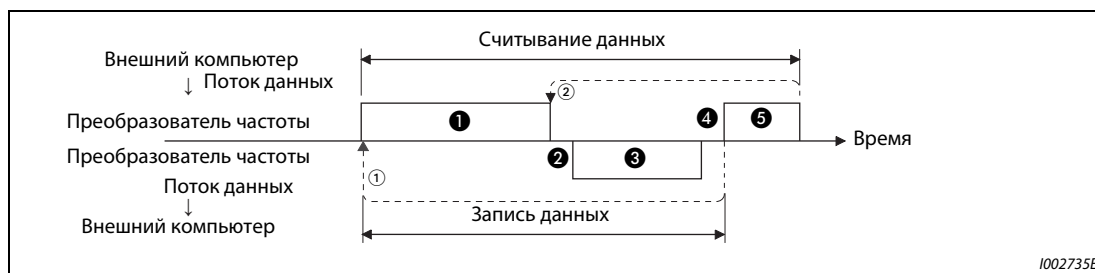 Считывание данных
Внешний компьютер
↓ Поток данных
②
Преобразователь частоты
❶
❹
❺
Время
Преобразователь частоты
❷
❸
①
Поток данных
↓
Внешний компьютер
Запись данных
I002735E